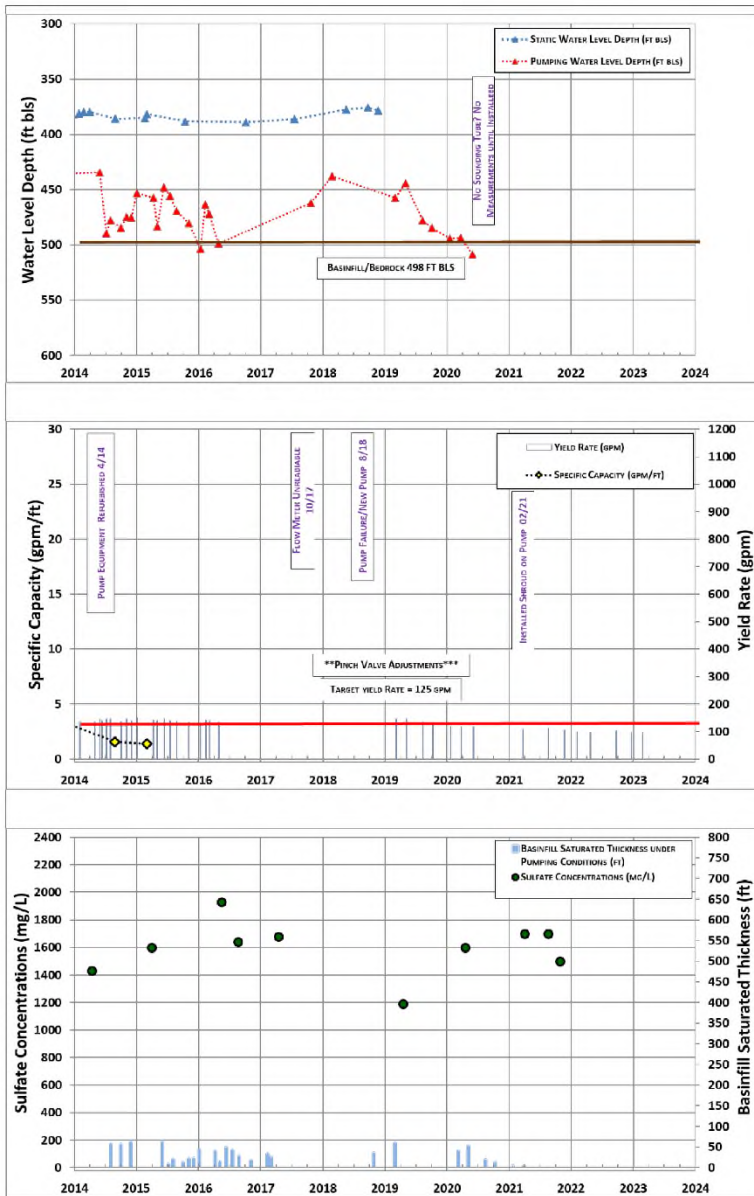 300
350
400
450
500
550
600
Water Level Depth (ft bls)
Static Water Level Depth (ft bls)
Pumping Water Level Depth (ft bls)
No Sounding Tube? No
Measurements until Installeed
Basinfill/Bedrock 498 ft bls
2014 2015 2016 2017 2018 2019 2020 2021 2022 2023 2024
30
25
20
15
10
5
0
Specific Capacity (gpm/ft)
Pump Equipment Refurbished 4/14
Flow Meter Unreadiable
10/17
Pump Failure/New Pump 8/18
Yield Rate (gpm)
Specific Capacity (gpm/ft)
Installed Shroud on Pump 02/21
**Pinch Valve Adjustments***
Target yield Rate = 125 gpm
1200
1100
1000
900
800
700
600
500
400
300
200
100
0
Yield Rate (gpm)
2014 2015 2016 2017 2018 2019 2020 2021 2022 2023 2024
2400
2200
2000
1800
1600
1400
1200
1000
800
600
400
200
0
Sulfate Concentrations (mg/L)
Basinfill Saturated Thickness under
Pumping Conditions (ft)
Sulfate Concentrations (mg/L)
800
750
700
650
600
550
500
450
400
350
300
250
200
150
100
50
0
Basinfill Saturated Thickness (ft)
2014 2015 2016 2017 2018 2019 2020 2021 2022 2023 2024